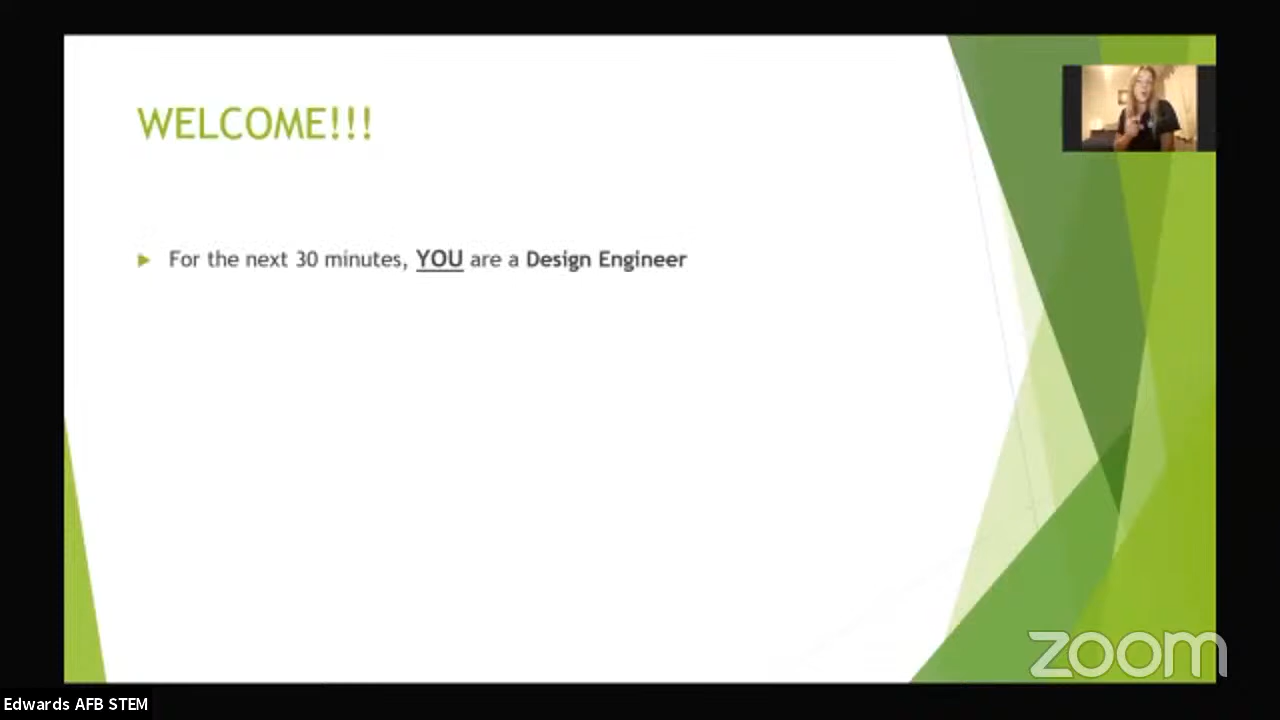 WELCOME!!!
For the next 30 minutes, YOU are a Design Engineer
zoom
Edwards AFB STEM